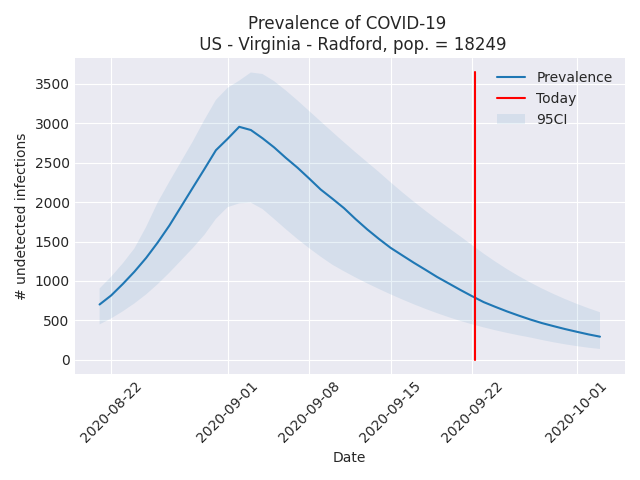 Prevalence of COVID-19
US - Virginia - Radford, pop. = 18249
Prevalence
Today
95CI
# undetected infections
3500
3000
2500
2000
1500
1000
500
0
2020-08-22
2020-09-01
2020-09-08
2020-09-15
2020-09-22
2020-10-01
Date